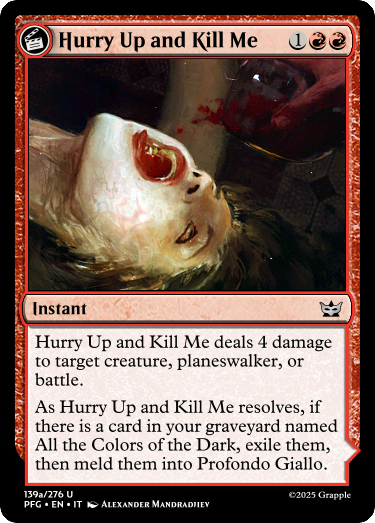 Hurry Up and Kill Me 1
Instant
Hurry Up and Kill Me deals 4 damage
to target creature, planeswalker, or
battle.
As Hurry Up and Kill Me resolves, if
there is a card in your graveyard named
All the Colors of the Dark, exile them,
then meld them into Profondo Giallo.
139a/276 U
PFG • EN • IT Alexander Mandradhev
©2025 Grapple